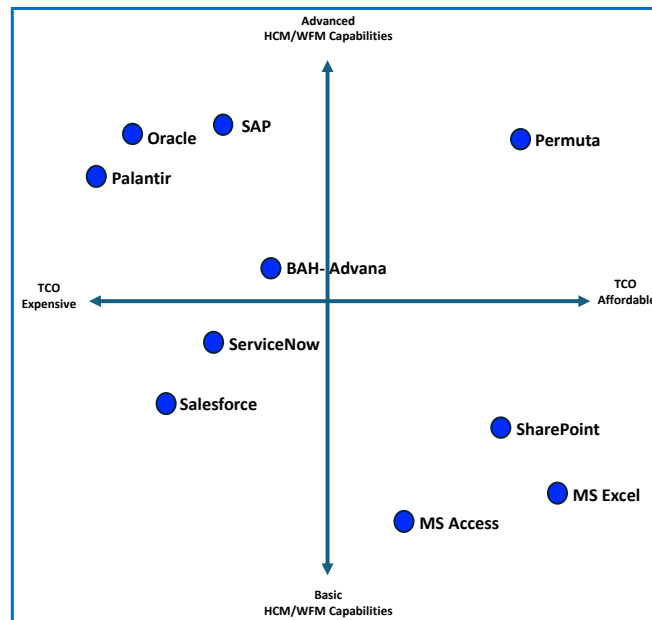 Advanced
HCM/WFM Capabilities
SAP
Oracle
Permuta
Palantir
BAH- Advana
TCO
Expensive
TCO
Affordable
ServiceNow
Salesforce
SharePoint
MS Excel
MS Access
Basic
HCM/WFM Capabilities